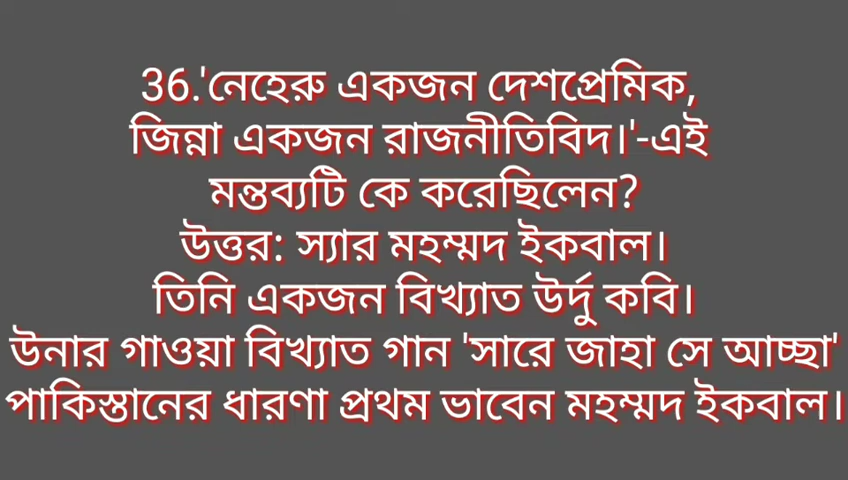 36.'নেহেরু একজন দেশপ্রেমিক,
জিন্না একজন রাজনীতিবিদ।'-এই
মন্তব্যটি কে করেছিলেন?
উত্তর: স্যার মহম্মদ ইকবাল।
তিনি একজন বিখ্যাত উর্দু কবি।
উনার গাওয়া বিখ্যাত গান 'সারে জাহা সে আচ্ছা'
পাকিস্তানের ধারণা প্রথম ভাবেন মহম্মদ ইকবাল।